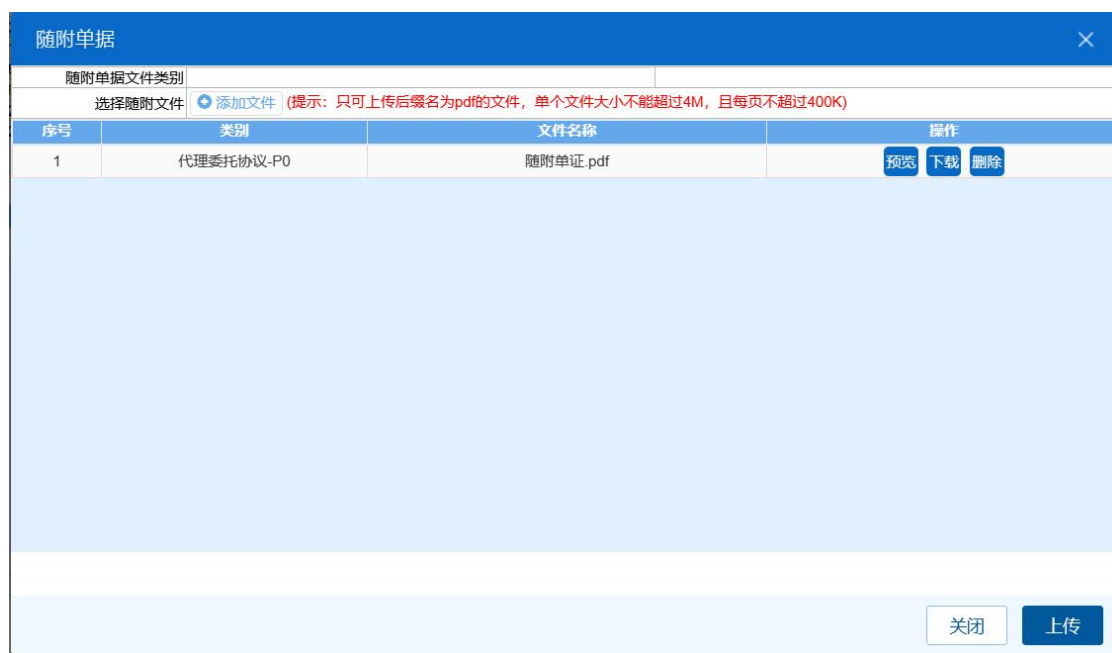 随附单据
随附单据文件类别
选择随附文件 添加文件 (提示：只可上传后缀名为pdf的文件，单个文件大小不能超过4M，且每页不超过400K)
序号 类别 文件名称 操作
1 代理委托协议-P0 随附单证.pdf 预览 下载 删除
关闭 上传